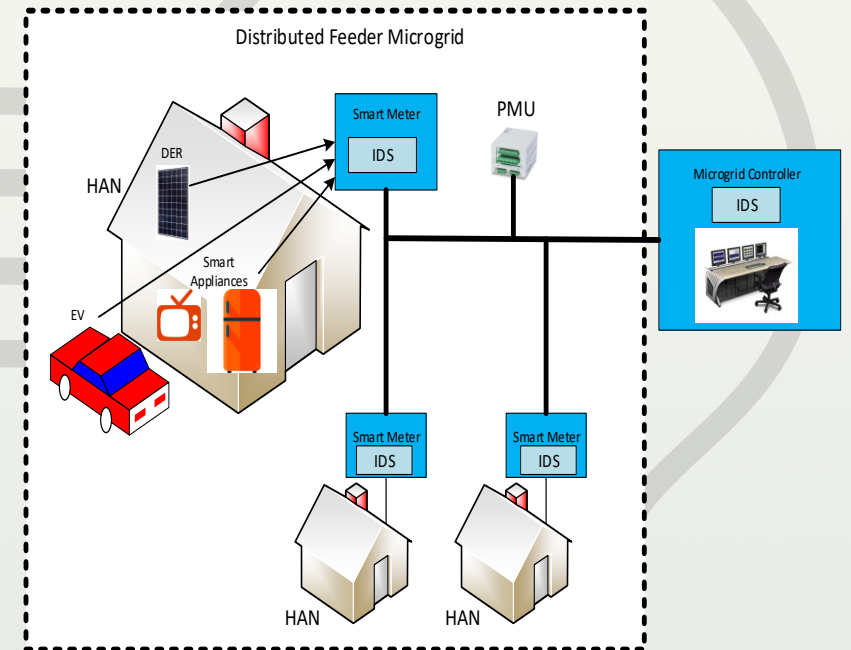 Distributed Feeder Microgrid
Smart Meter
IDS
PMU
Microgrid Controller
IDS
DER
HAN
Smart
Appliances
EV
Smart Meter
IDS
Smart Meter
IDS
HAN
HAN